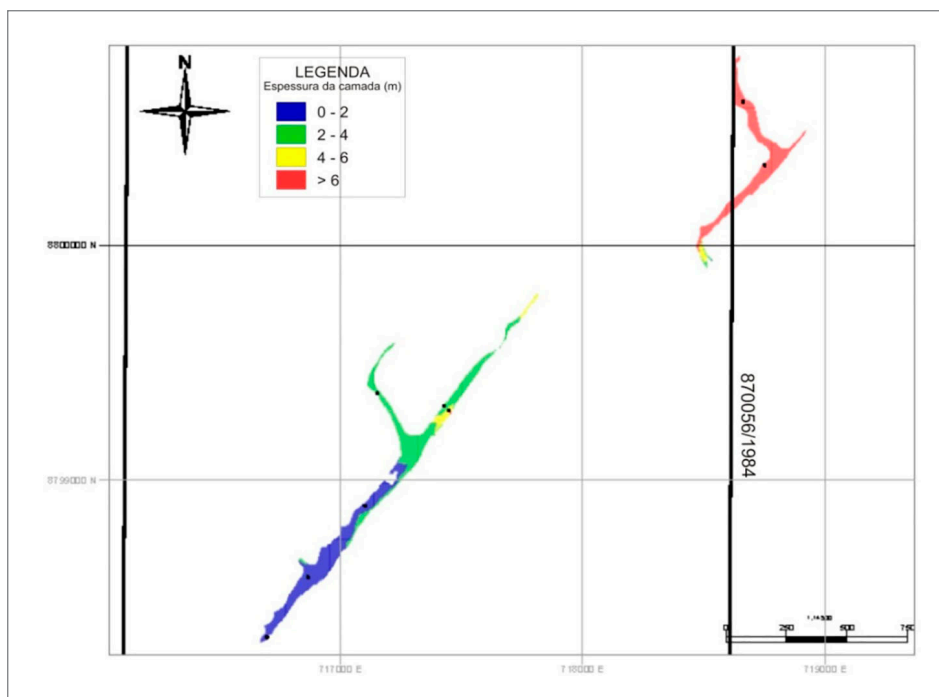 N
LEGENDA
Espessura da camada (m)
0 - 2
2 - 4
4 - 6
> 6
8800000 N
8799000 N
870056/1984
0 250 500 750
717000 E 718000 E 719000 E